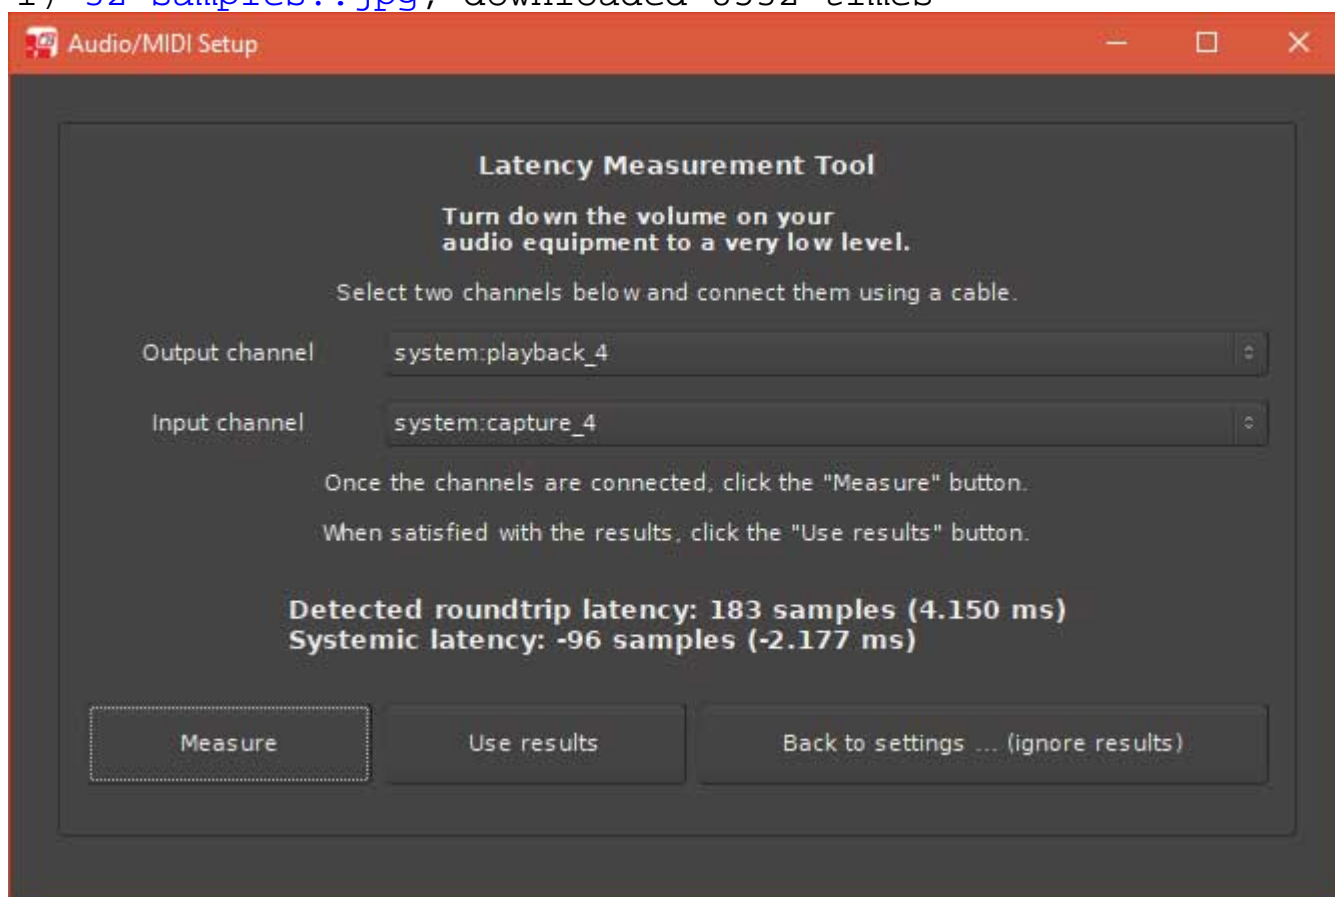 Audio/MIDI Setup
Latency Measurement Tool
Turn down the volume on your
audio equipment to a very low level.
Select two channels below and connect them using a cable.
Output channel system:playback_4
Input channel system:capture_4
Once the channels are connected, click the "Measure" button.
When satisfied with the results, click the "Use results" button.
Detected roundtrip latency: 183 samples (4.150 ms)
Systemic latency: -96 samples (-2.177 ms)
Measure Use results Back to settings ... (ignore results)